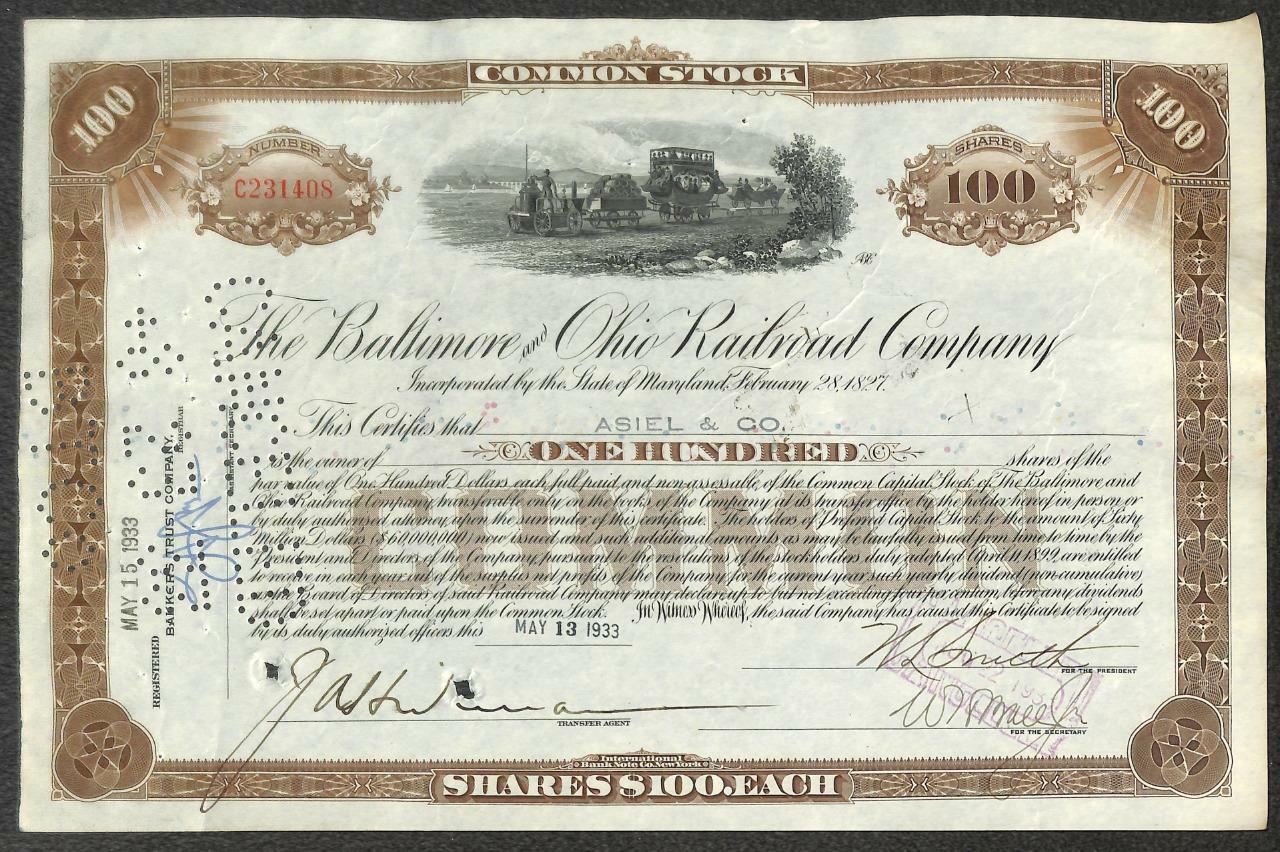 COMMON STOCK
100
100
NUMBER
C231408
SHARES
100
The Baltimore and Ohio Railroad Company
Incorporated by the State of Maryland, February 28, 1827.
This Certifies that ASIEL & CO.
is the owner of ONE HUNDRED shares of the
par value of One Hundred Dollars each full paid and non assessable, of the Common Capital Stock of The Baltimore and
Ohio Railroad Company, transferable only on the books of the Company at its transfer office by the holder hereof in person or
by duly authorized attorney, upon the surrender of this certificate. The holders of Preferred Capital Stock to the amount of Sixty
Million Dollars ($60,000,000), now issued and such additional amount as may be lawfully issued from time to time by the
President and Directors of the Company, pursuant to the resolution of the stockholders duly adopted April 11, 1899, are entitled
to receive in each year out of the surplus net profits of the Company for the current year such yearly dividend (non-cumulative)
as the Board of Directors of said Railroad Company may declare up to but not exceeding four per centum, before any dividends
shall be set apart or paid upon the Common Stock. In Witness Whereof, the said Company has caused this Certificate to be signed
by its duly authorized officers this MAY 13 1933
COMMON
FOR THE PRESIDENT
TRANSFER AGENT
FOR THE SECRETARY
MAY 15 1933
REGISTERED
BANKERS TRUST COMPANY,
REGISTRAR
ASSISTANT SECRETARY
International
Bank Note Co. New York
SHARES $100. EACH